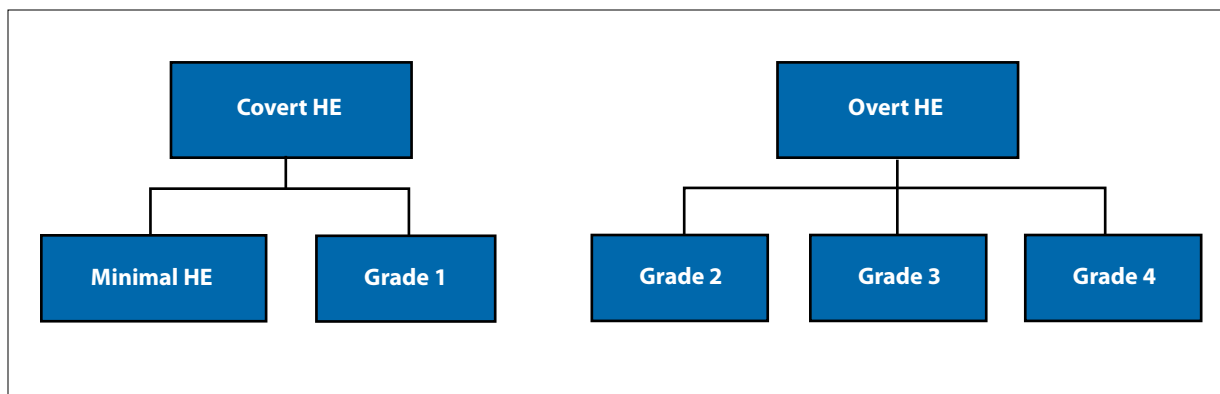 Covert HE
Overt HE
Minimal HE
Grade 1
Grade 2
Grade 3
Grade 4